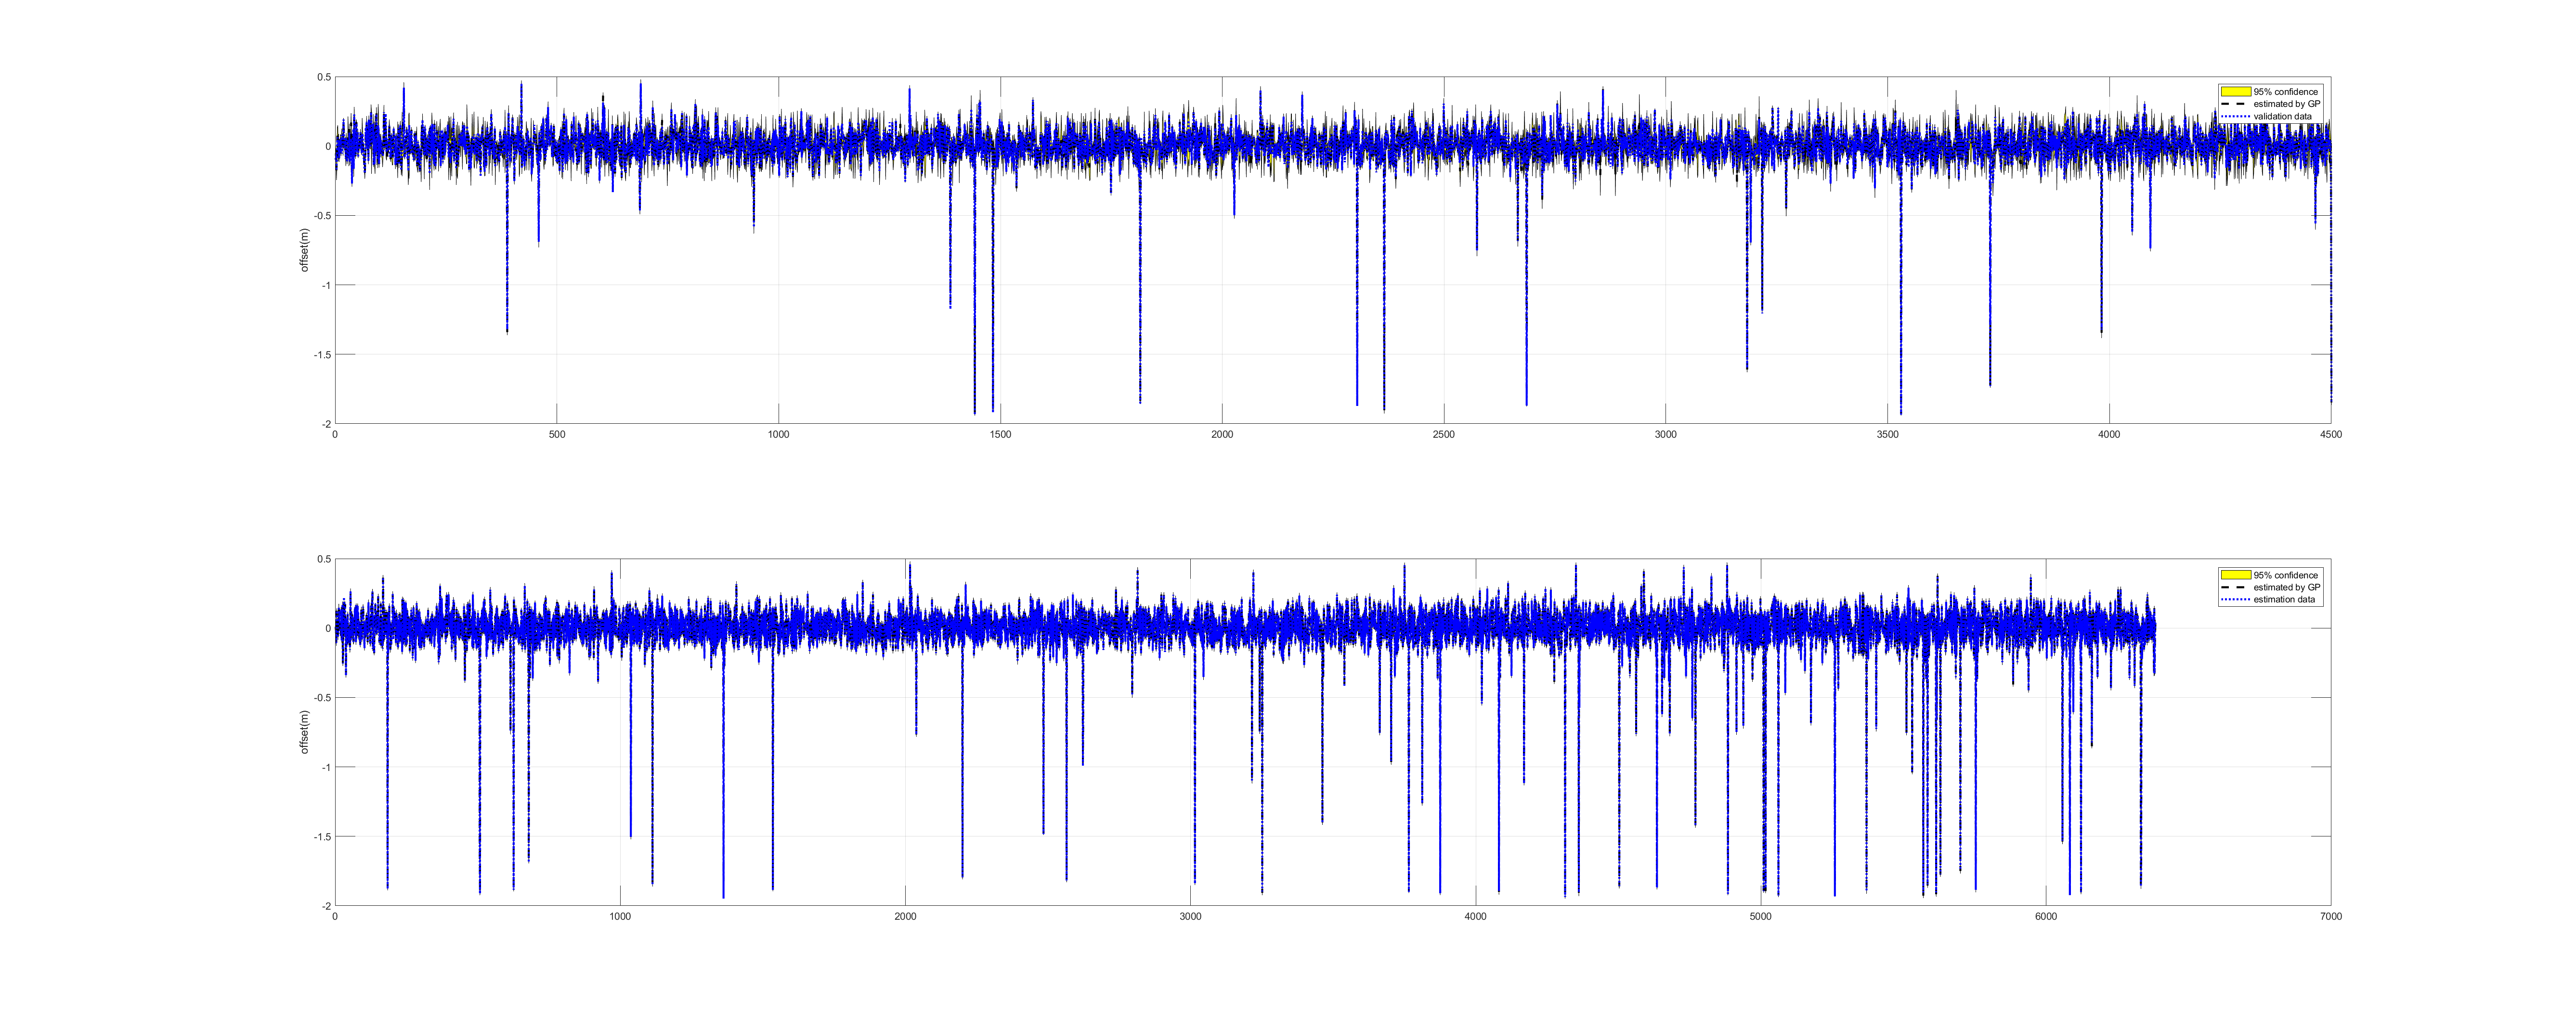 0.5
0
-0.5
-1
-1.5
-2
offset(m)
95% confidence
estimated by GP
validation data
0 500 1000 1500 2000 2500 3000 3500 4000 4500
0.5
0
-0.5
-1
-1.5
-2
offset(m)
95% confidence
estimated by GP
estimation data
0 1000 2000 3000 4000 5000 6000 7000